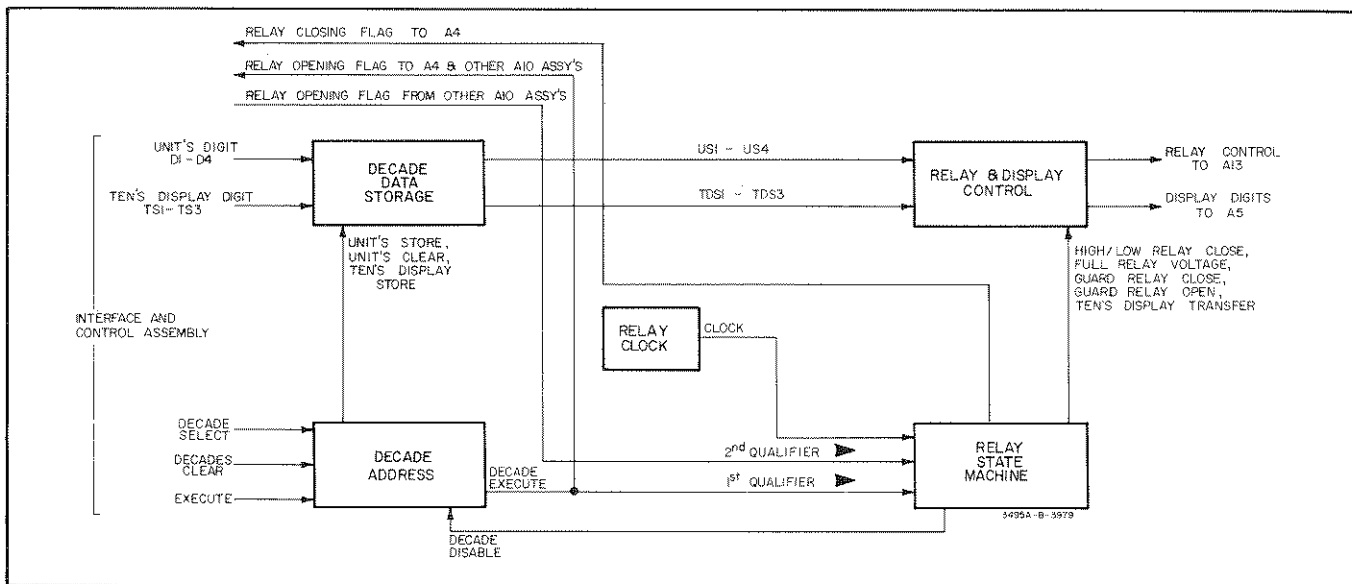 RELAY CLOSING FLAG TO A4
RELAY OPENING FLAG TO A4 & OTHER A10 ASSY'S
RELAY OPENING FLAG FROM OTHER A10 ASSY'S
UNIT'S DIGIT
D1 - D4
TEN'S DISPLAY DIGIT
TS1 - TS3
DECADE
DATA
STORAGE
US1 - US4
TDS1 - TDS3
RELAY & DISPLAY
CONTROL
RELAY CONTROL
TO A13
DISPLAY DIGITS
TO A5
UNIT'S STORE,
UNIT'S CLEAR,
TEN'S DISPLAY
STORE
HIGH/LOW RELAY CLOSE,
FULL RELAY VOLTAGE,
GUARD RELAY CLOSE,
GUARD RELAY OPEN,
TEN'S DISPLAY TRANSFER
INTERFACE AND
CONTROL ASSEMBLY
RELAY
CLOCK
CLOCK
DECADE
SELECT
DECADES
CLEAR
EXECUTE
DECADE
ADDRESS
DECADE
EXECUTE
2nd QUALIFIER
1st QUALIFIER
RELAY
STATE
MACHINE
3495A-B-3979
DECADE
DISABLE